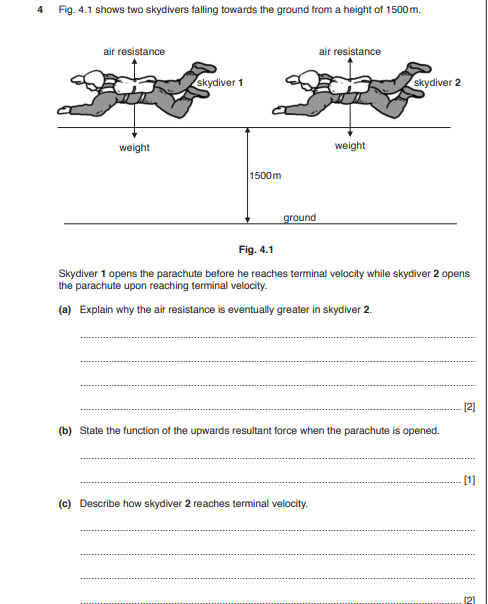 4 Fig. 4.1 shows two skydivers falling towards the ground from a height of 1500 m.
air resistance air resistance
skydiver 1 skydiver 2
weight weight
1500 m
ground
Fig. 4.1
Skydiver 1 opens the parachute before he reaches terminal velocity while skydiver 2 opens
the parachute upon reaching terminal velocity.
(a) Explain why the air resistance is eventually greater in skydiver 2.
[2]
(b) State the function of the upwards resultant force when the parachute is opened.
[1]
(c) Describe how skydiver 2 reaches terminal velocity.
[2]